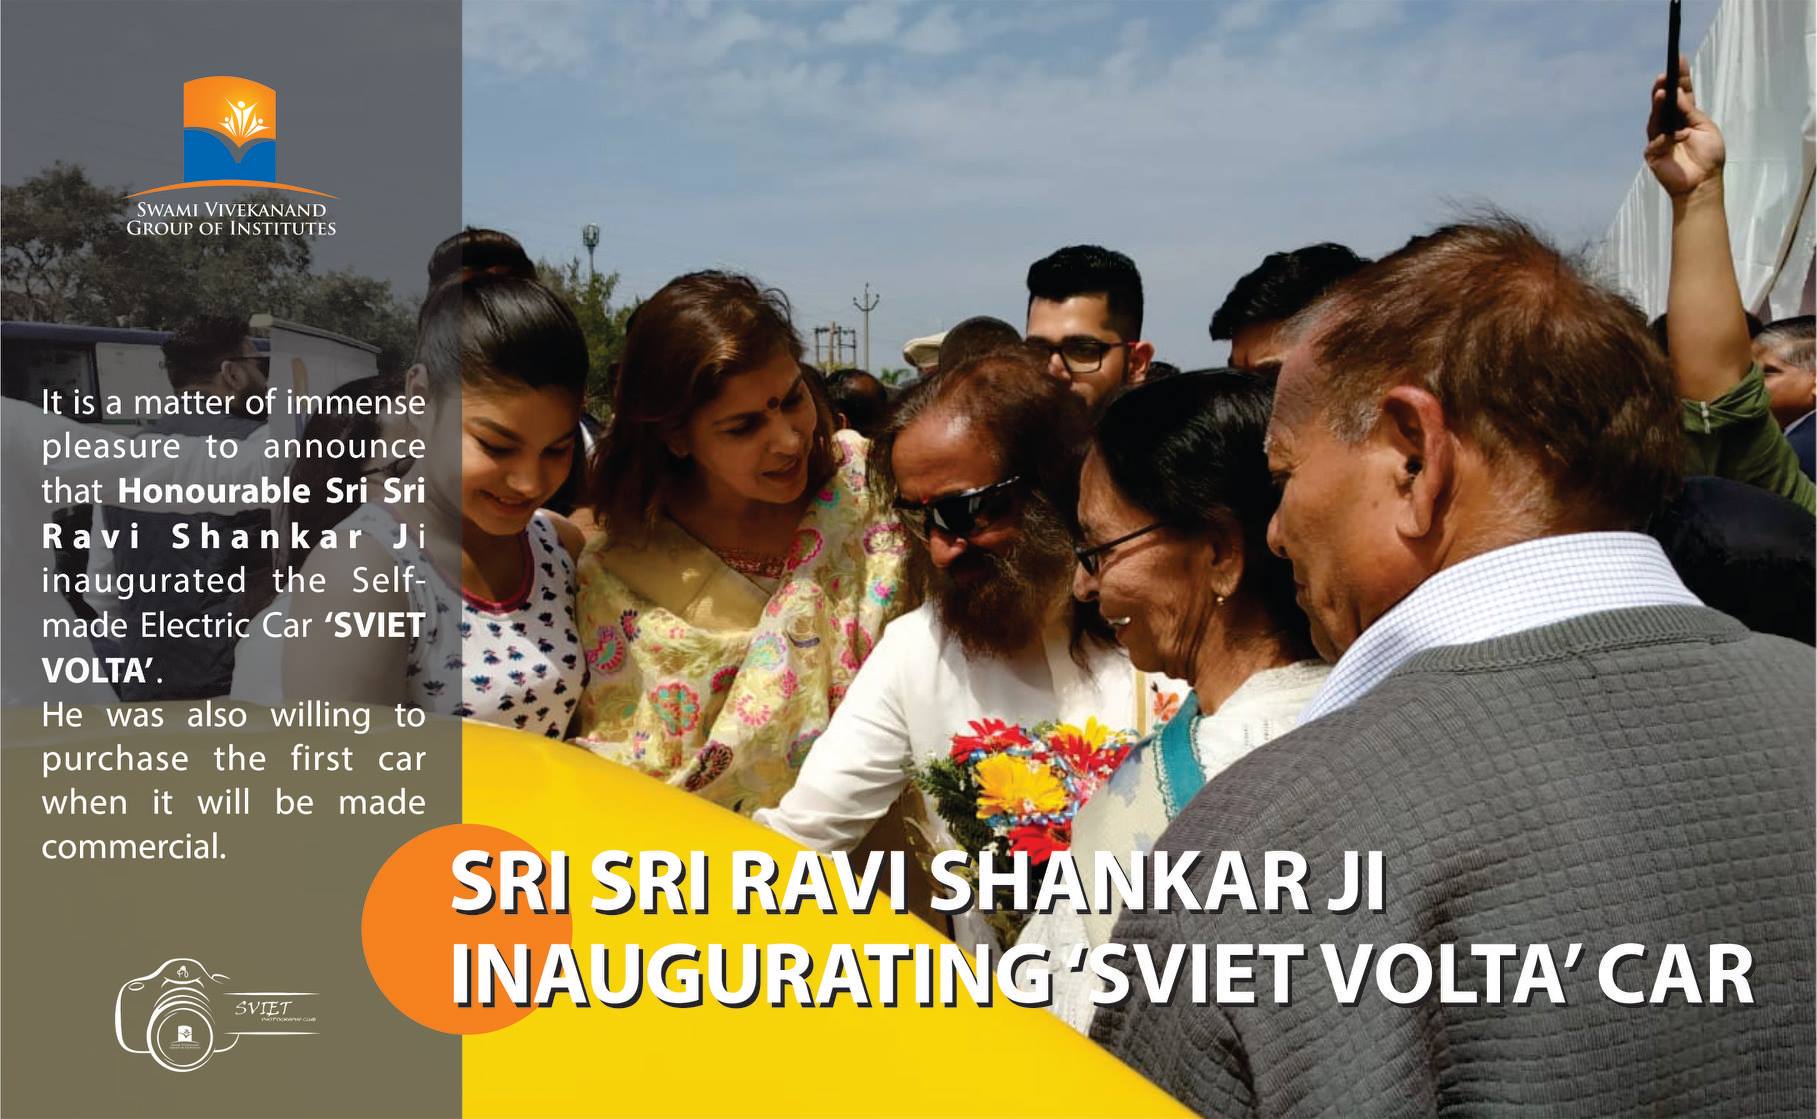 SWAMI VIVEKANAND
GROUP OF INSTITUTES
It is a matter of immense
pleasure to announce
that Honourable Sri Sri
Ravi Shankar Ji
inaugurated the Self-
made Electric Car ‘SVIET
VOLTA’.
He was also willing to
purchase the first car
when it will be made
commercial.
SRI SRI RAVI SHANKAR JI
INAUGURATING ‘SVIET VOLTA’ CAR
SVIET
PHOTOGRAPHY CLUB